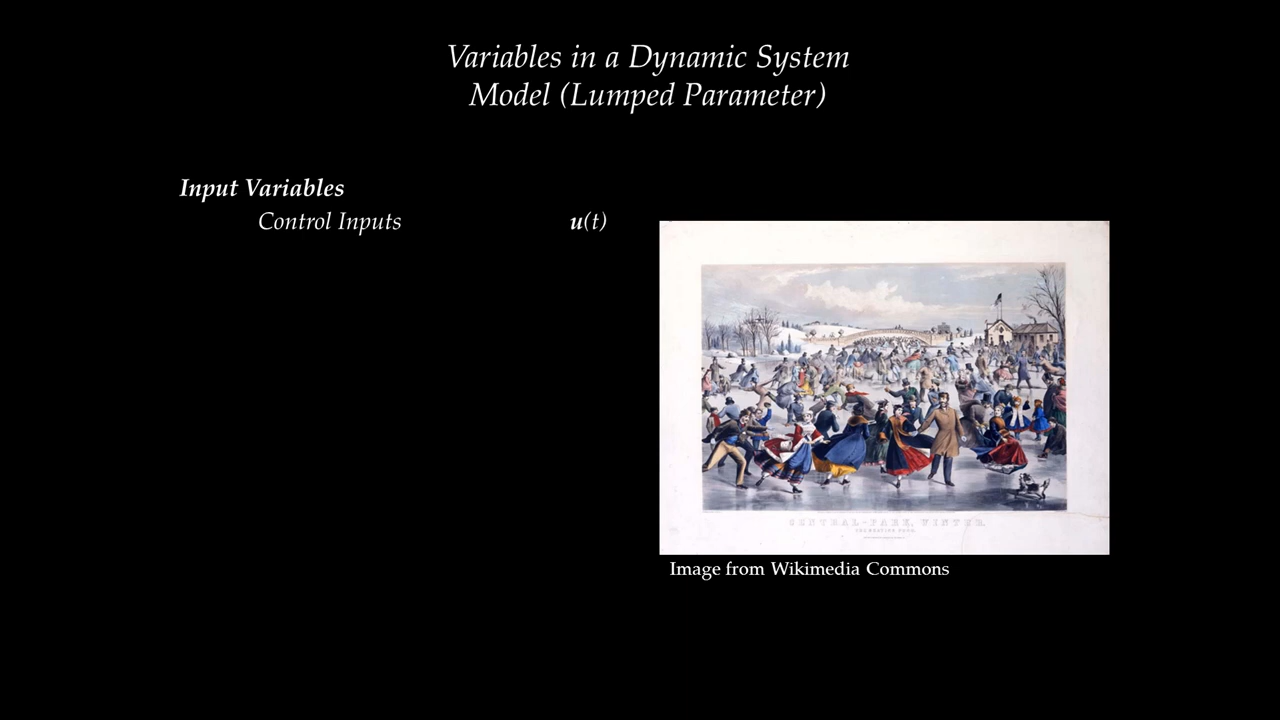 Variables in a Dynamic System
Model (Lumped Parameter)
Input Variables
Control Inputs u(t)
CENTRAL-PARK, WINTER.
Image from Wikimedia Commons